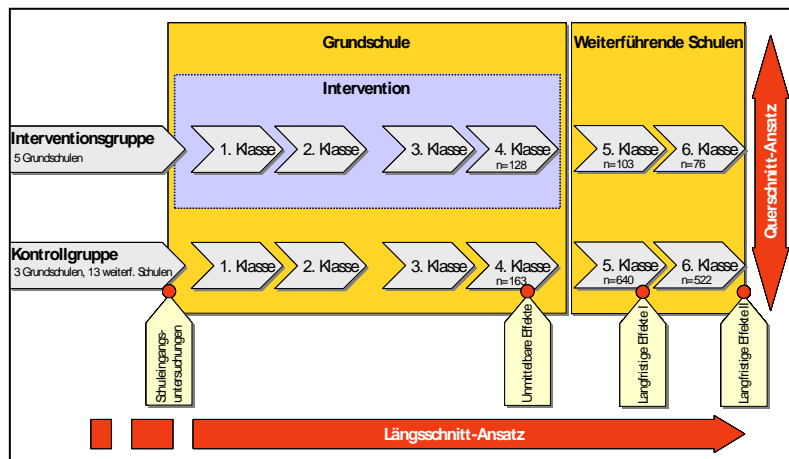 Grundschule
Weiterführende Schulen
Intervention
Interventionsgruppe
5 Grundschulen
1. Klasse
2. Klasse
3. Klasse
4. Klasse
n=128
5. Klasse
n=103
6. Klasse
n=76
Kontrollgruppe
3 Grundschulen, 13 weiterf. Schulen
1. Klasse
2. Klasse
3. Klasse
4. Klasse
n=163
5. Klasse
n=640
6. Klasse
n=522
Querschnitt-Ansatz
Schuleingangs-
untersuchungen
Unmittelbare Effekte
Langfristige Effekte I
Langfristige Effekte II
Längsschnitt-Ansatz